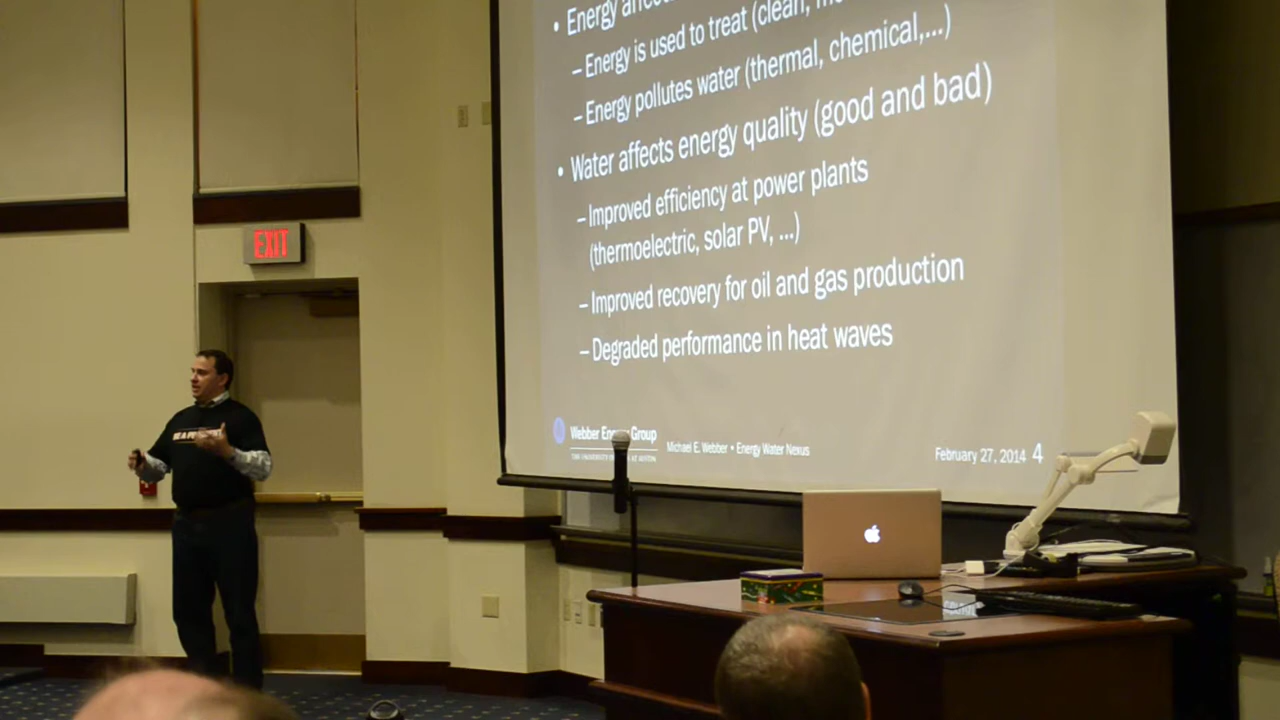 • Energy
– Energy is used to treat (clean,
– Energy pollutes water (thermal, chemical,...)
• Water affects energy quality (good and bad)
– Improved efficiency at power plants
(thermoelectric, solar PV, ...)
– Improved recovery for oil and gas production
– Degraded performance in heat waves
EXIT
Webber Energy Group
Michael E. Webber • Energy Water Nexus
February 27, 2014 4